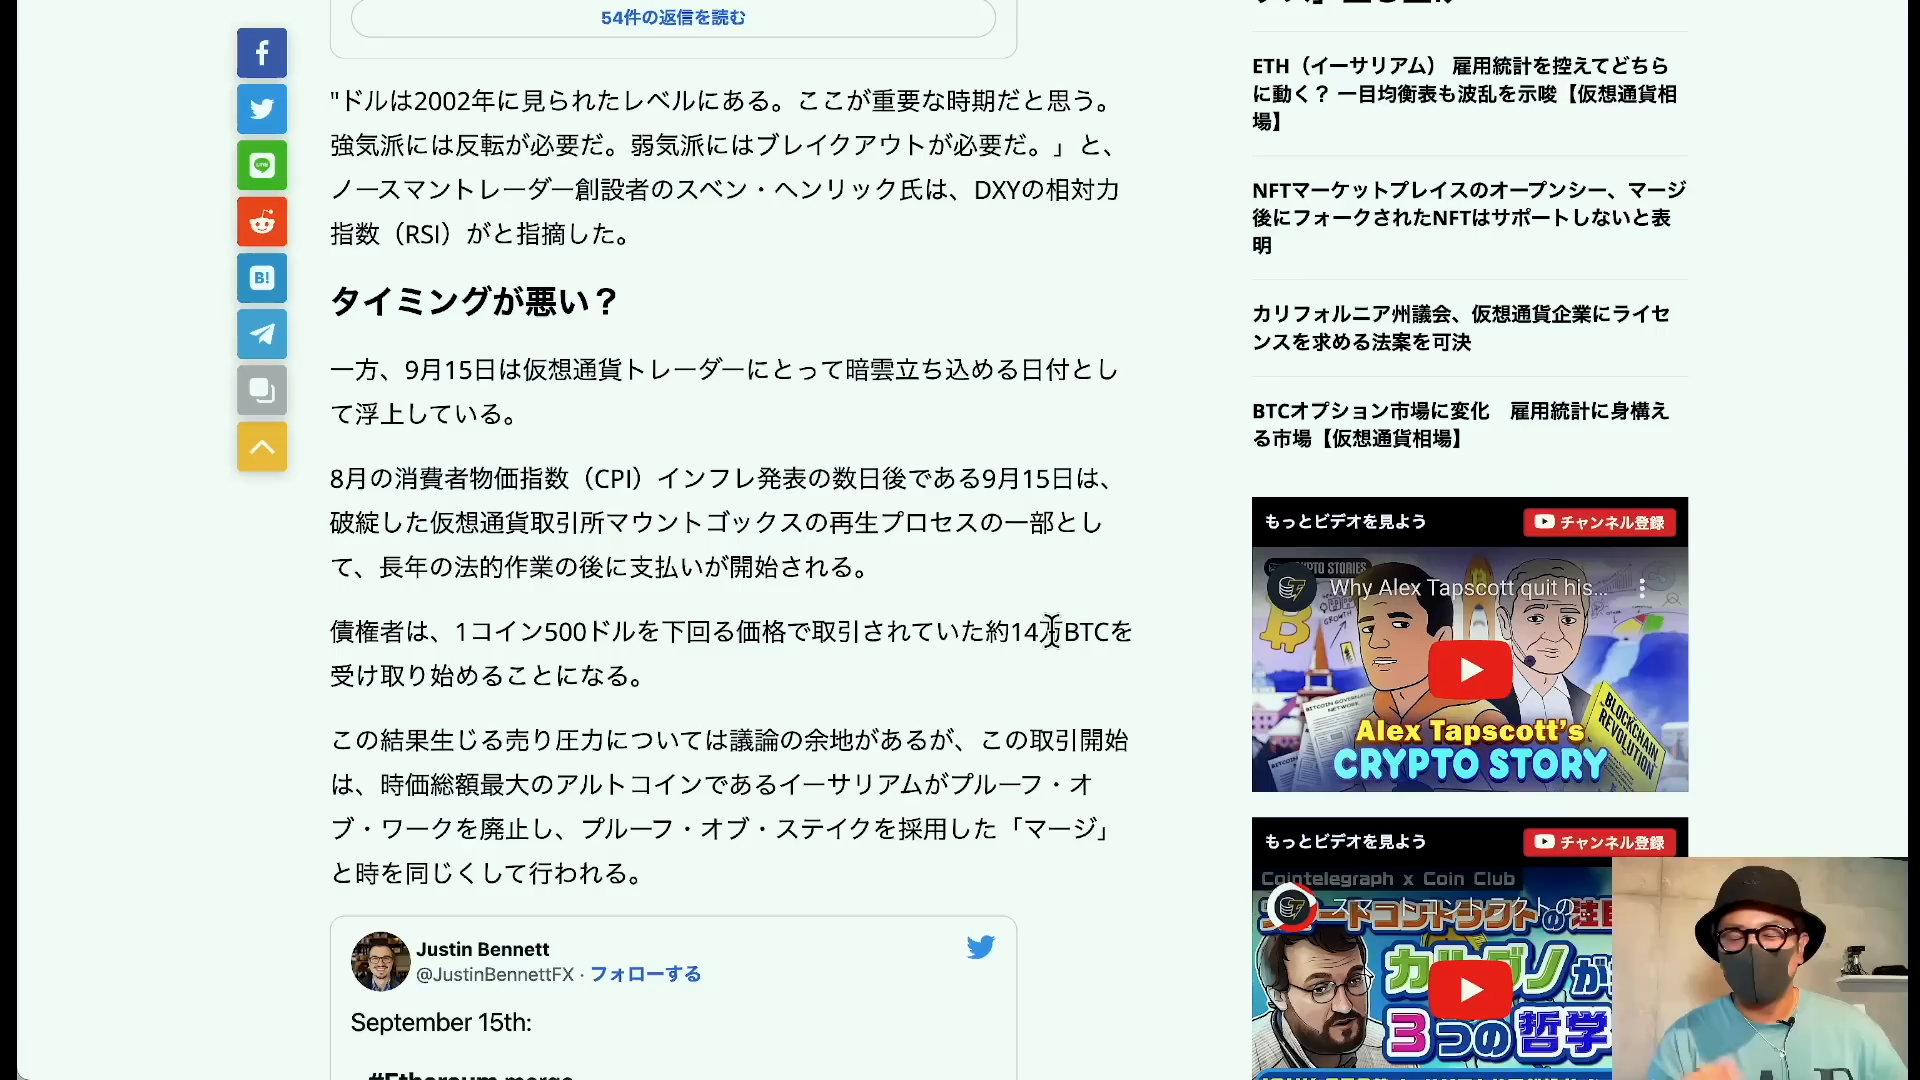 54件の返信を読む
"ドルは2002年に見られたレベルにある。ここが重要な時期だと思う。
強気派には反転が必要だ。弱気派にはブレイクアウトが必要だ。」と、
ノースマントレーダー創設者のスベン・ヘンリック氏は、DXYの相対力
指数（RSI）がと指摘した。
タイミングが悪い？
一方、9月15日は仮想通貨トレーダーにとって暗雲立ち込める日付とし
て浮上している。
8月の消費者物価指数（CPI）インフレ発表の数日後である9月15日は、
破綻した仮想通貨取引所マウントゴックスの再生プロセスの一部とし
て、長年の法的作業の後に支払いが開始される。
債権者は、1コイン500ドルを下回る価格で取引されていた約14万BTCを
受け取り始めることになる。
この結果生じる売り圧力については議論の余地があるが、この取引開始
は、時価総額最大のアルトコインであるイーサリアムがプルーフ・オ
ブ・ワークを廃止し、プルーフ・オブ・ステイクを採用した「マージ」
と時を同じくして行われる。
Justin Bennett
@JustinBennettFX · フォローする
September 15th:
#Ethereum merge
ETH（イーサリアム） 雇用統計を控えてどちら
に動く？ 一目均衡表も波乱を示唆【仮想通貨相
場】
NFTマーケットプレイスのオープンシー、マージ
後にフォークされたNFTはサポートしないと表
明
カリフォルニア州議会、仮想通貨企業にライセ
ンスを求める法案を可決
BTCオプション市場に変化　雇用統計に身構え
る市場【仮想通貨相場】
もっとビデオを見よう
チャンネル登録
Why Alex Tapscott quit his...
BITCOIN GOVERNANCE
NETWORK
BLOCKCHAIN
REVOLUTION
Alex Tapscott's
CRYPTO STORY
もっとビデオを見よう
チャンネル登録
Cointelegraph x Coin Club
スマートコントラクトの
カルダノが
3つの哲学